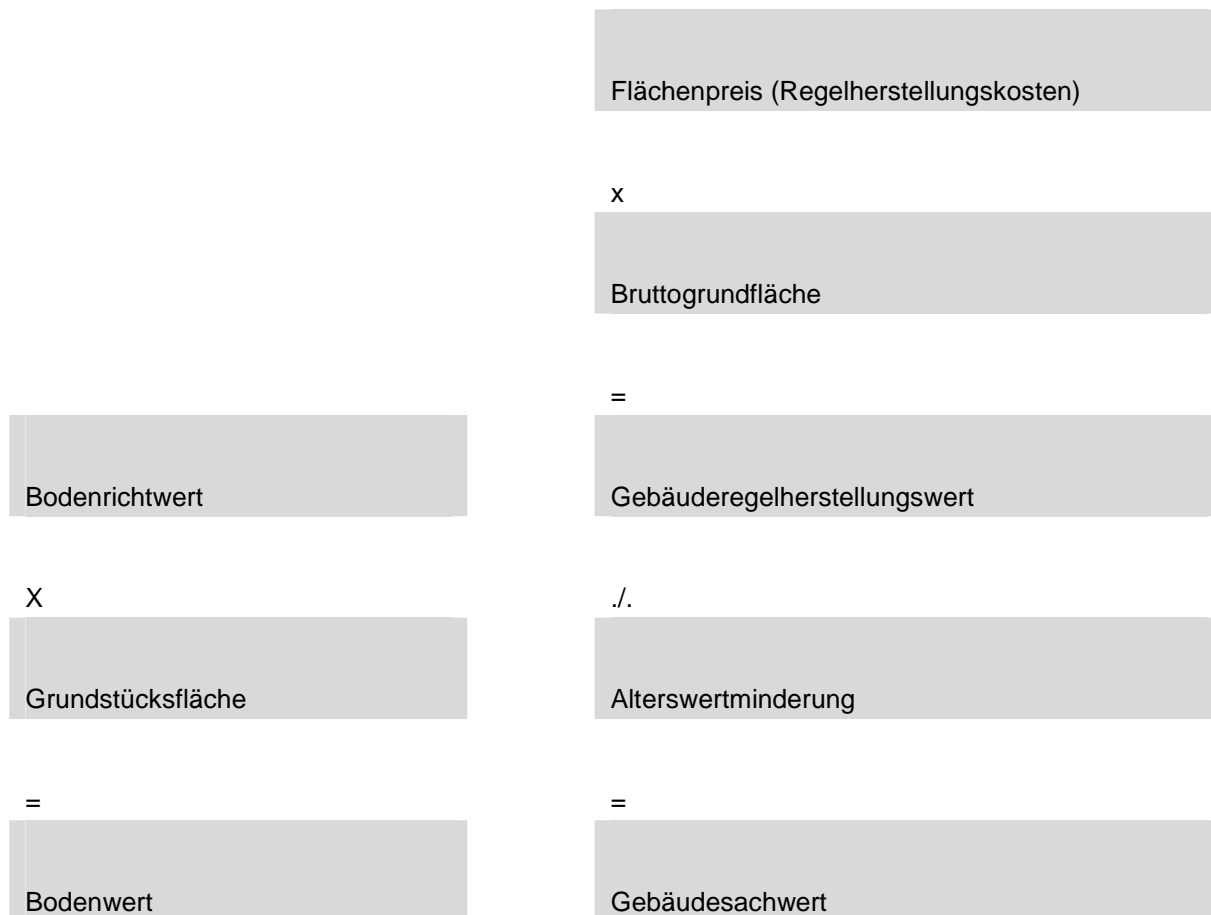 Flächenpreis (Regelherstellungskosten)
x
Bruttogrundfläche
=
Bodenrichtwert
Gebäuderegelherstellungswert
X
./.
Grundstücksfläche
Alterswertminderung
=
=
Bodenwert
Gebäudesachwert